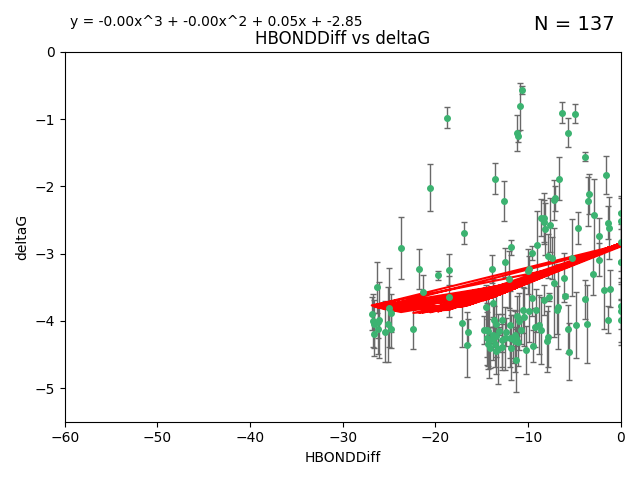 y = -0.00x^3 + -0.00x^2 + 0.05x + -2.85
N = 137
HBONDDiff vs deltaG
0
−1
−2
−3
−4
−5
deltaG
−60
−50
−40
−30
−20
−10
0
HBONDDiff